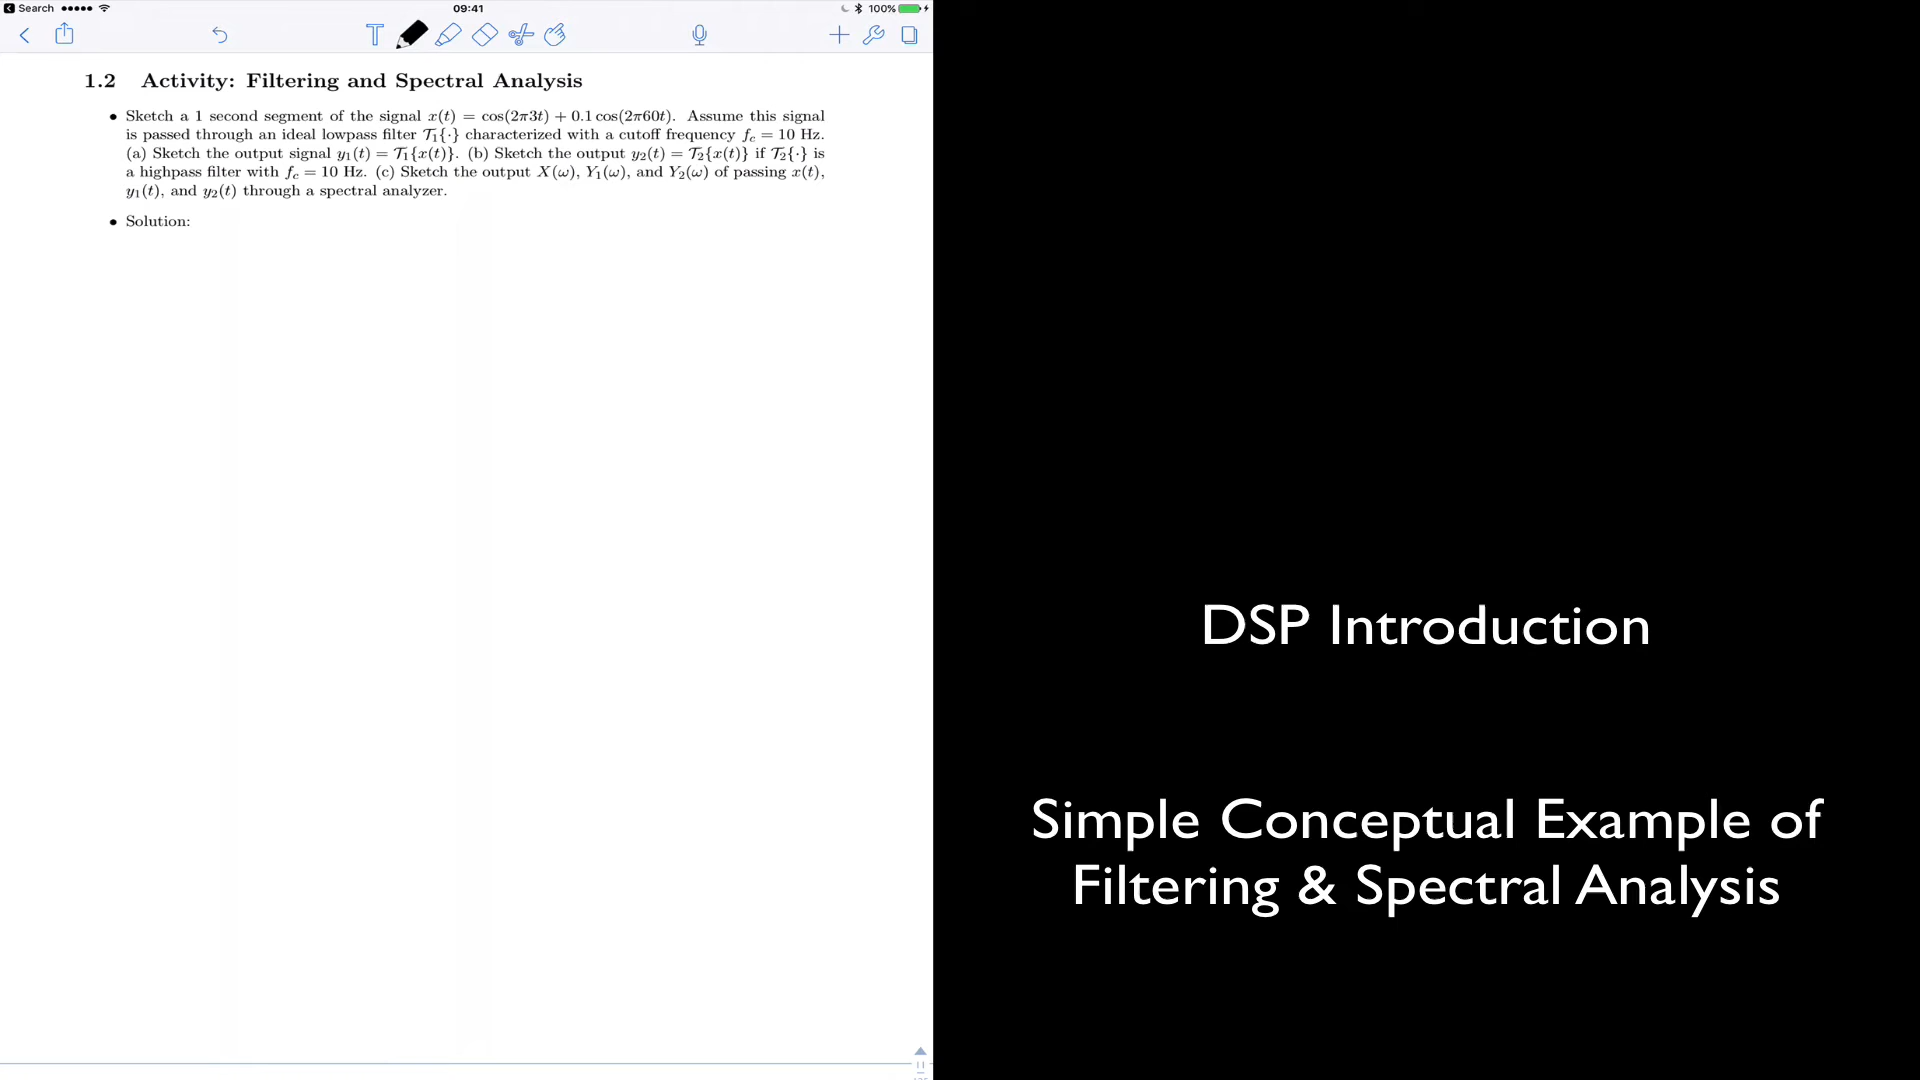 Search
09:41
100%
1.2 Activity: Filtering and Spectral Analysis
• Sketch a 1 second segment of the signal x(t) = cos(2π3t) + 0.1 cos(2π60t). Assume this signal
is passed through an ideal lowpass filter 𝒯₁{·} characterized with a cutoff frequency f_c = 10 Hz.
(a) Sketch the output signal y₁(t) = 𝒯₁{x(t)}. (b) Sketch the output y₂(t) = 𝒯₂{x(t)} if 𝒯₂{·} is
a highpass filter with f_c = 10 Hz. (c) Sketch the output X(ω), Y₁(ω), and Y₂(ω) of passing x(t),
y₁(t), and y₂(t) through a spectral analyzer.
• Solution:
DSP Introduction
Simple Conceptual Example of
Filtering & Spectral Analysis